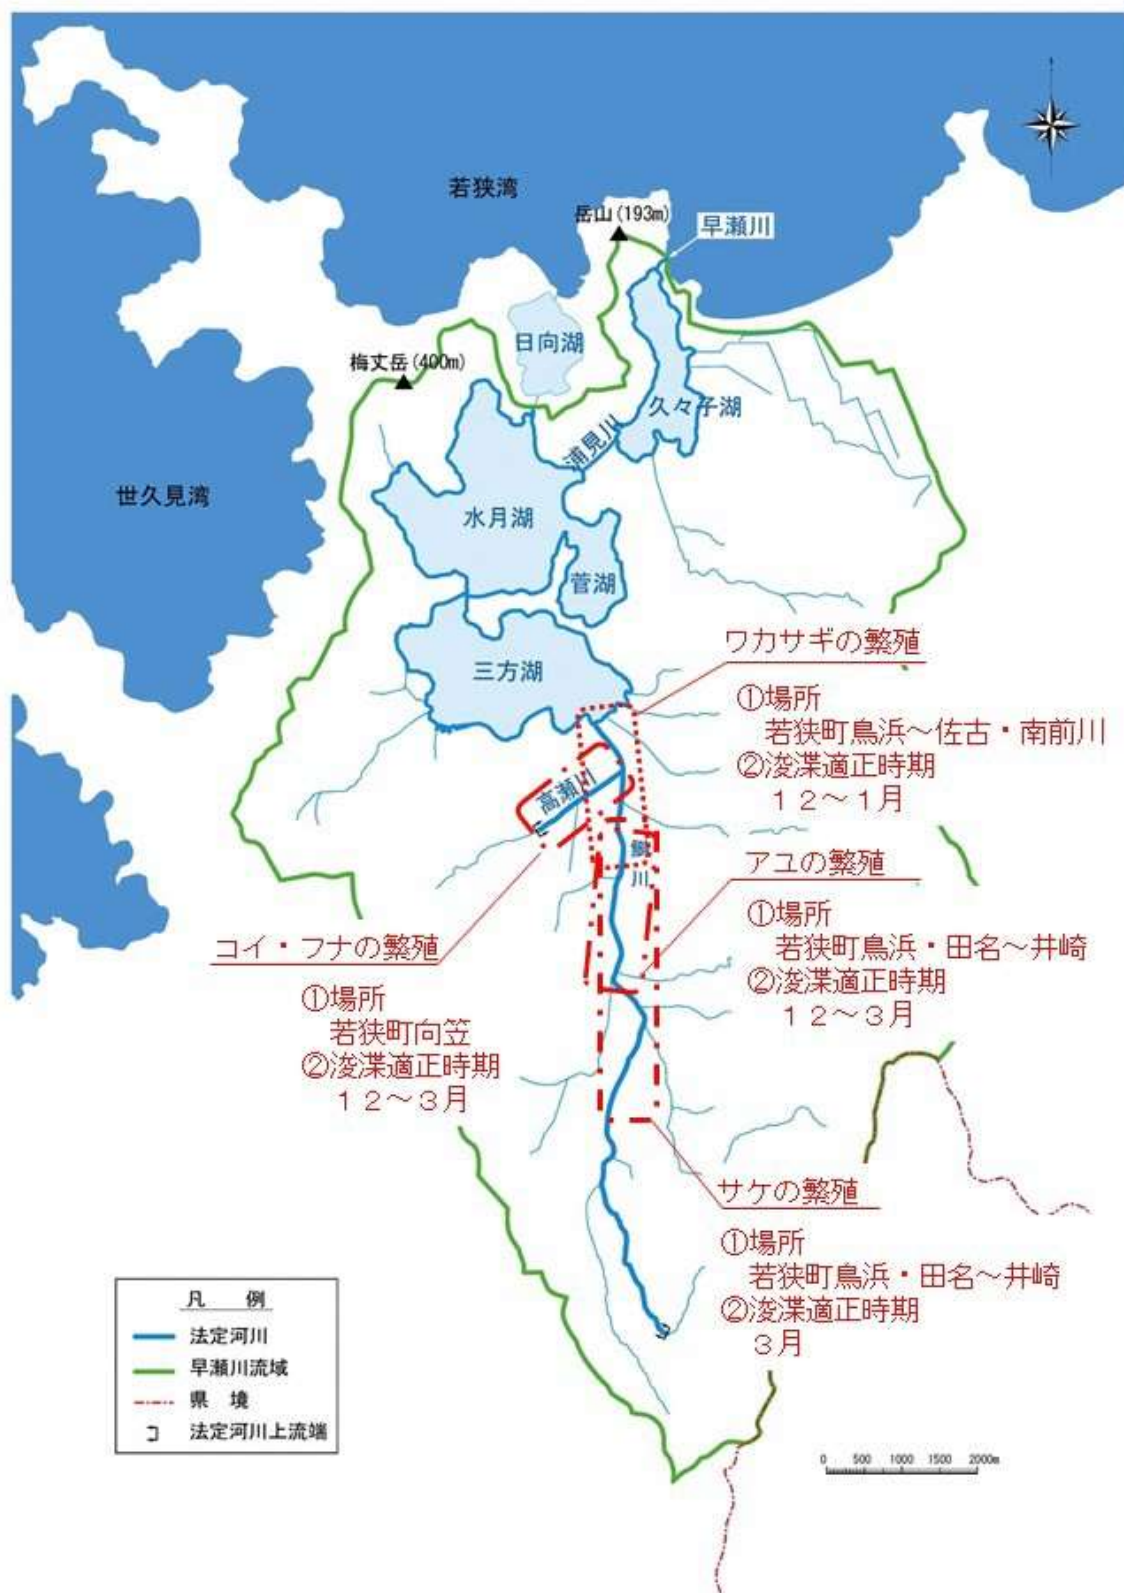 若狭湾
岳山(193m)
早瀬川
日向湖
梅丈岳(400m)
久々子湖
浦見川
世久見湾
水月湖
菅湖
三方湖
ワカサギの繁殖
①場所
若狭町鳥浜～佐古・南前川
②浚渫適正時期
12～1月
高瀬川
鰣川
アユの繁殖
①場所
若狭町鳥浜・田名～井崎
②浚渫適正時期
12～3月
コイ・フナの繁殖
①場所
若狭町向笠
②浚渫適正時期
12～3月
サケの繁殖
①場所
若狭町鳥浜・田名～井崎
②浚渫適正時期
3月
凡 例
法定河川
早瀬川流域
県 境
法定河川上流端
0 500 1000 1500 2000m